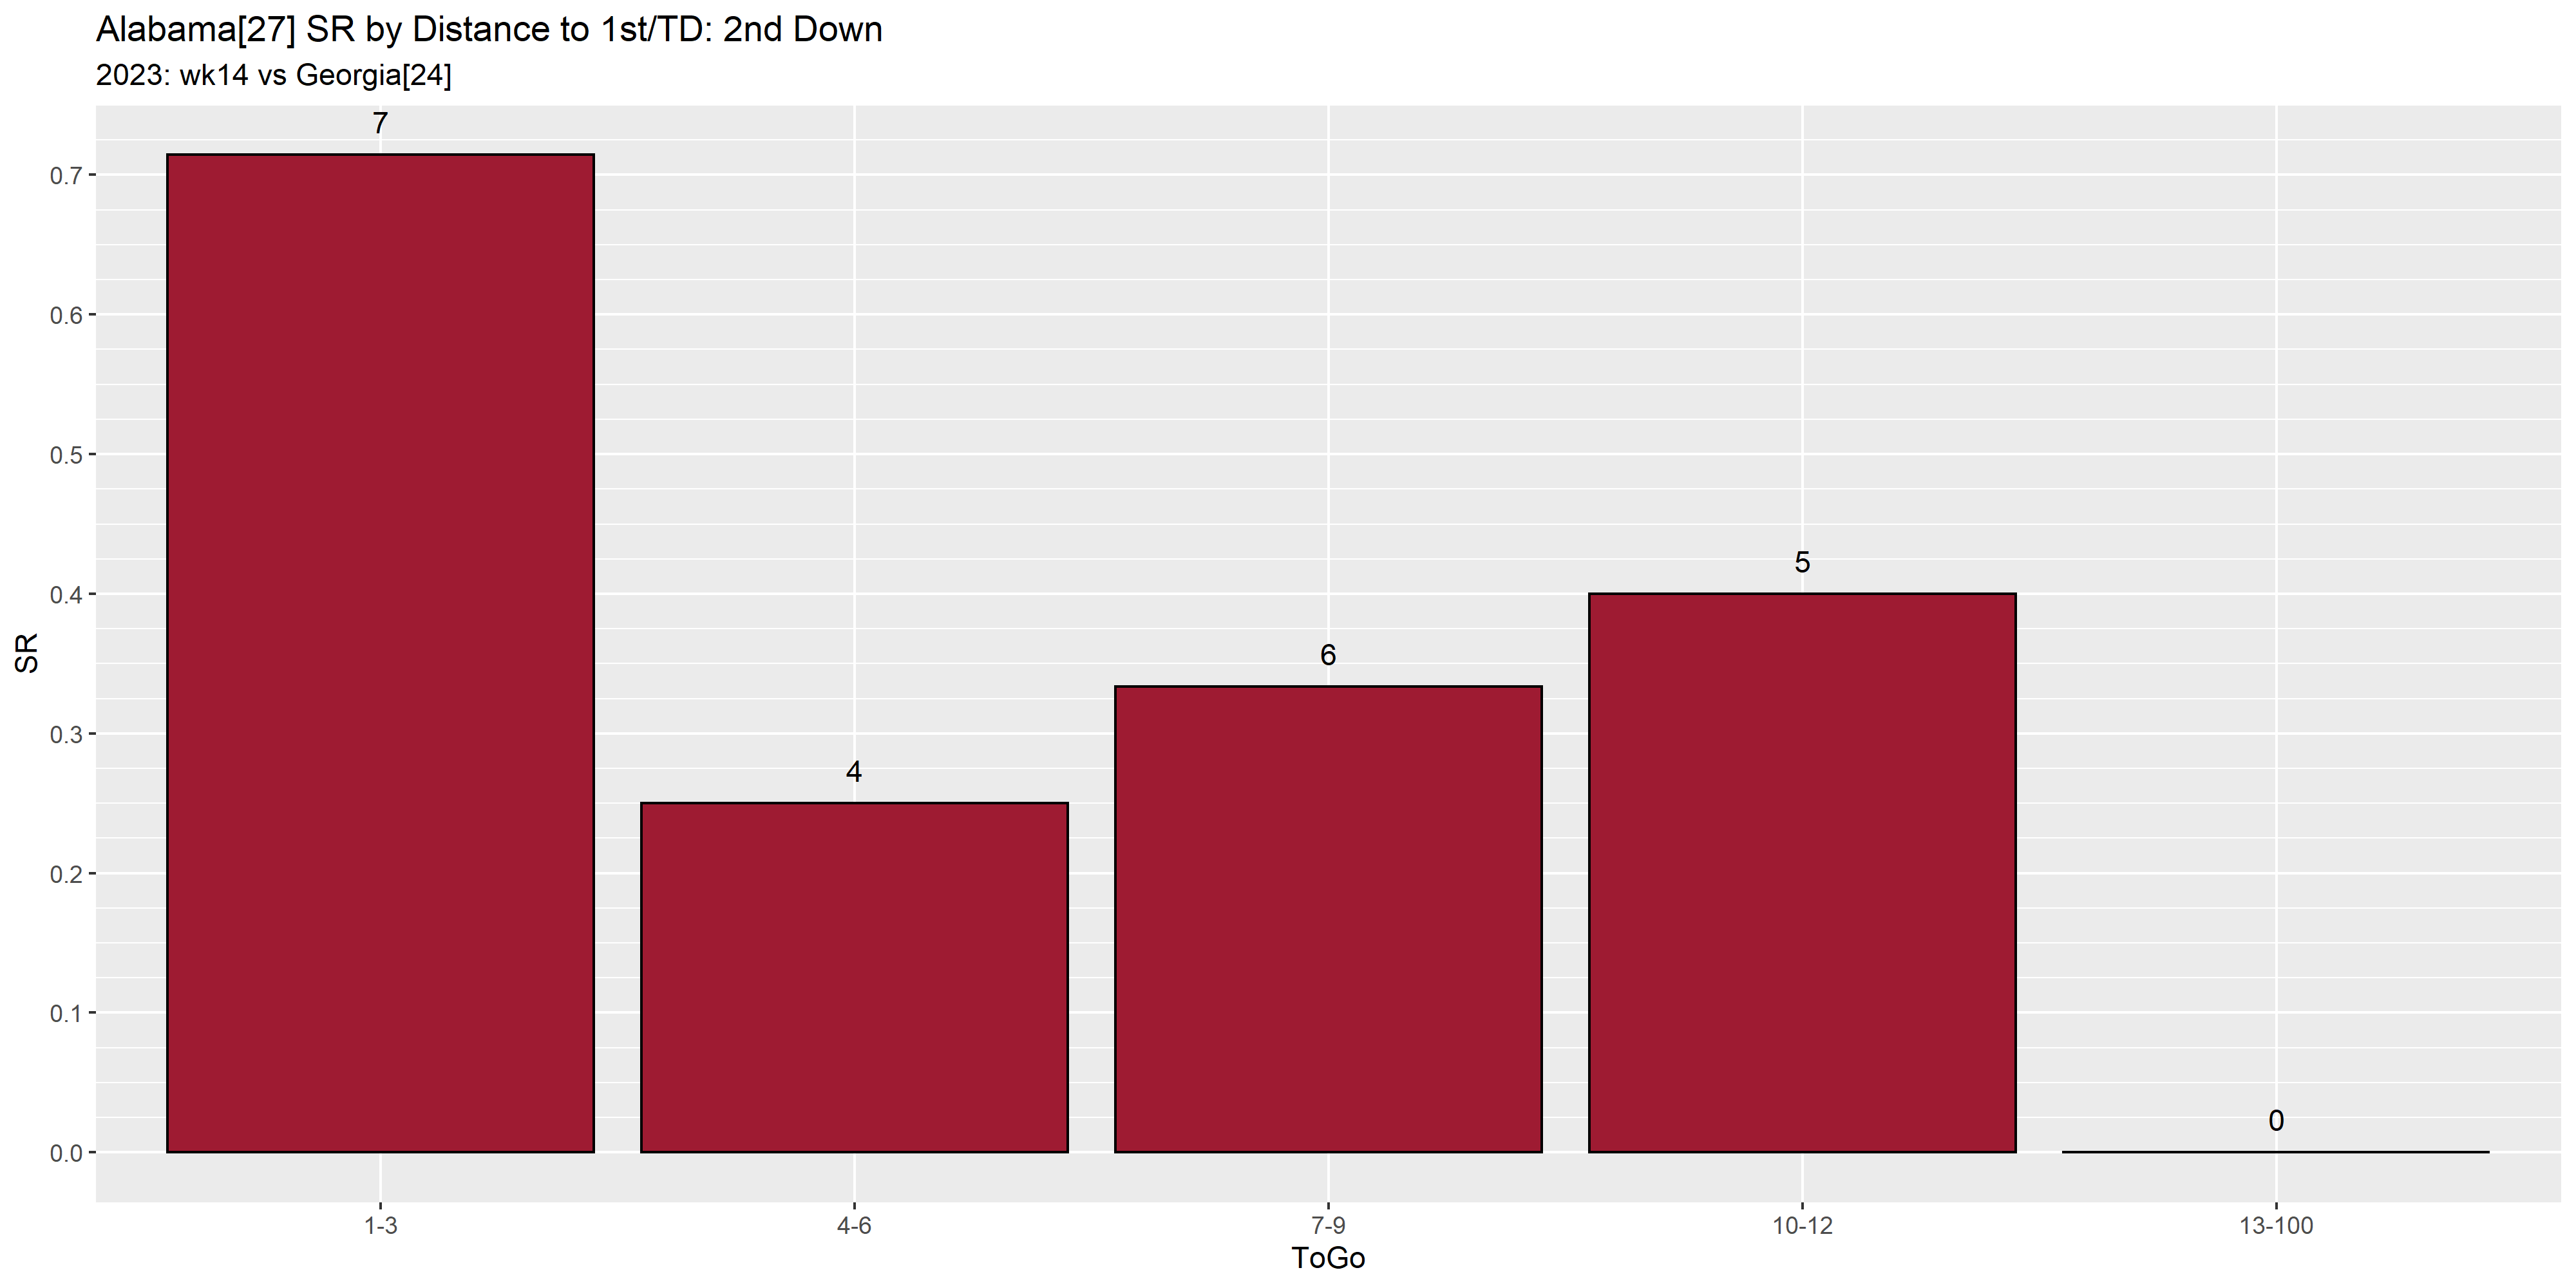 Alabama[27] SR by Distance to 1st/TD: 2nd Down
2023: wk14 vs Georgia[24]
7
0.7
0.6
0.5
5
0.4
6
SR
0.3
4
0.2
0.1
0
0.0
1-3 4-6 7-9 10-12 13-100
ToGo